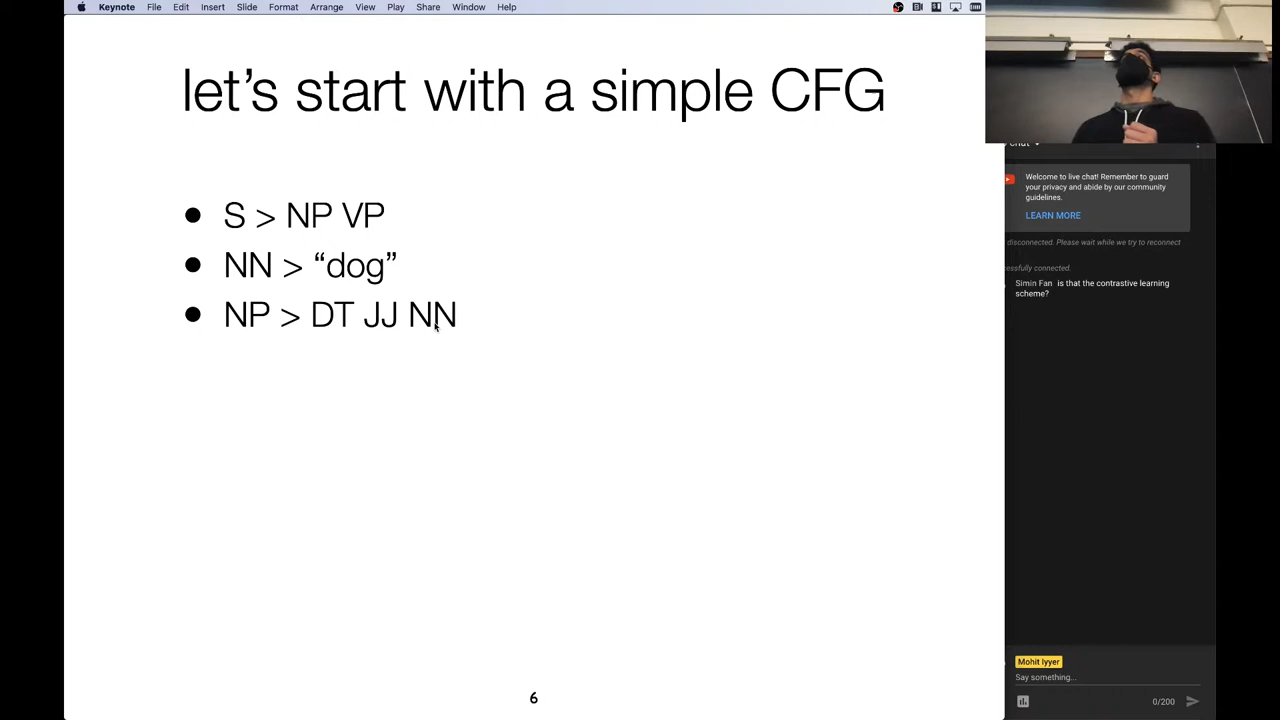 Keynote File Edit Insert Slide Format Arrange View Play Share Window Help
let's start with a simple CFG
● S > NP VP
● NN > “dog”
● NP > DT JJ NN
6
Welcome to live chat! Remember to guard
your privacy and abide by our community
guidelines.
LEARN MORE
disconnected. Please wait while we try to reconnect
cessfully connected.
Simin Fan is that the contrastive learning
scheme?
Mohit Iyyer
Say something...
0/200